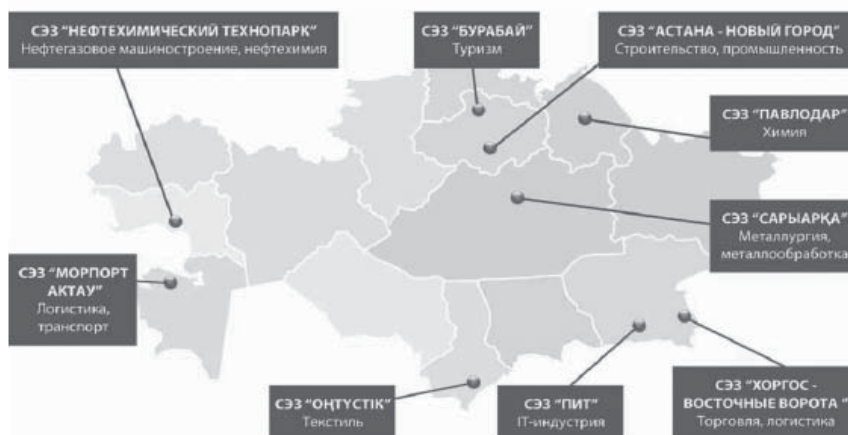 СЭЗ "НЕФТЕХИМИЧЕСКИЙ ТЕХНОПАРК"
Нефтегазовое машиностроение, нефтехимия
СЭЗ "БУРАБАЙ"
Туризм
СЭЗ "АСТАНА - НОВЫЙ ГОРОД"
Строительство, промышленность
СЭЗ "ПАВЛОДАР"
Химия
СЭЗ "САРЫАРҚА"
Металлургия,
металлообработка
СЭЗ "МОРПОРТ
АКТАУ"
Логистика,
транспорт
СЭЗ "ОҢТҮСТІК"
Текстиль
СЭЗ "ПИТ"
IT-индустрия
СЭЗ "ХОРГОС -
ВОСТОЧНЫЕ ВОРОТА "
Торговля, логистика